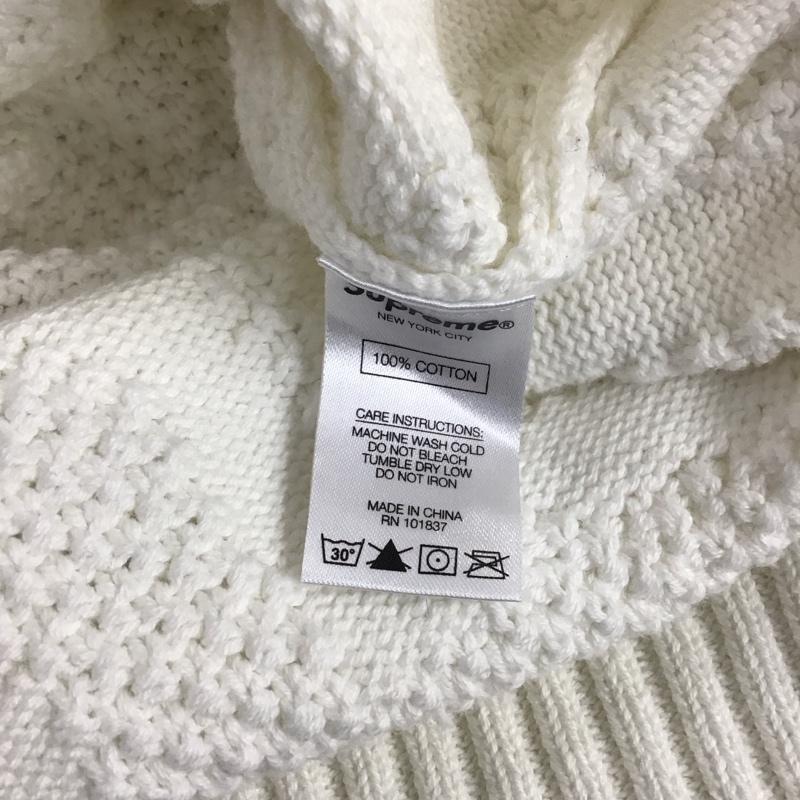 Supreme®
NEW YORK CITY
100% COTTON
CARE INSTRUCTIONS:
MACHINE WASH COLD
DO NOT BLEACH
TUMBLE DRY LOW
DO NOT IRON
MADE IN CHINA
RN 101837
30°